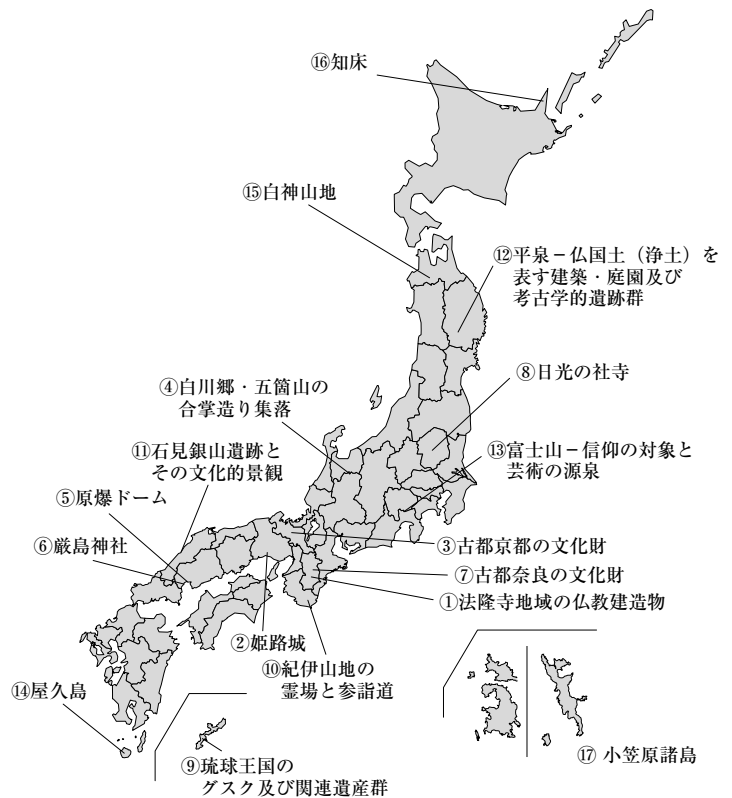 ⑯知床
⑮白神山地
⑫平泉－仏国土（浄土）を
表す建築・庭園及び
考古学的遺跡群
⑧日光の社寺
④白川郷・五箇山の
合掌造り集落
⑬富士山－信仰の対象と
芸術の源泉
⑪石見銀山遺跡と
その文化的景観
⑤原爆ドーム
⑥厳島神社
③古都京都の文化財
⑦古都奈良の文化財
①法隆寺地域の仏教建造物
②姫路城
⑩紀伊山地の
霊場と参詣道
⑭屋久島
⑨琉球王国の
グスク及び関連遺産群
⑰小笠原諸島